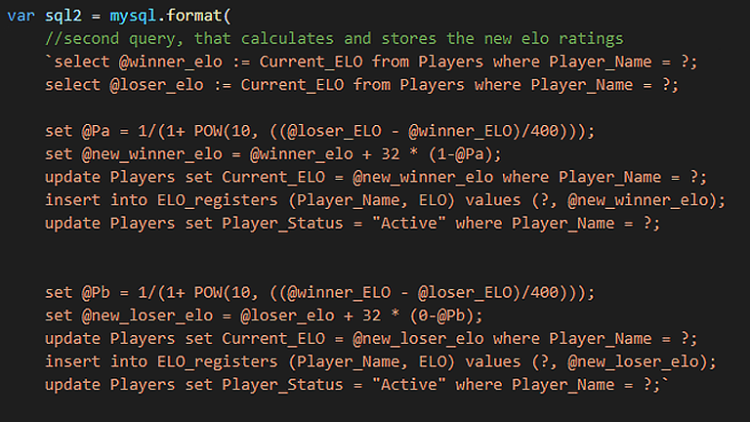 var sql2 = mysql.format(
//second query, that calculates and stores the new elo ratings
`select @winner_elo := Current_ELO from Players where Player_Name = ?;
select @loser_elo := Current_ELO from Players where Player_Name = ?;
set @Pa = 1/(1+ POW(10, ((@loser_ELO - @winner_ELO)/400)));
set @new_winner_elo = @winner_elo + 32 * (1-@Pa);
update Players set Current_ELO = @new_winner_elo where Player_Name = ?;
insert into ELO_registers (Player_Name, ELO) values (?, @new_winner_elo);
update Players set Player_Status = "Active" where Player_Name = ?;
set @Pb = 1/(1+ POW(10, ((@winner_ELO - @loser_ELO)/400)));
set @new_loser_elo = @loser_elo + 32 * (0-@Pb);
update Players set Current_ELO = @new_loser_elo where Player_Name = ?;
insert into ELO_registers (Player_Name, ELO) values (?, @new_loser_elo);
update Players set Player_Status = "Active" where Player_Name = ?;`